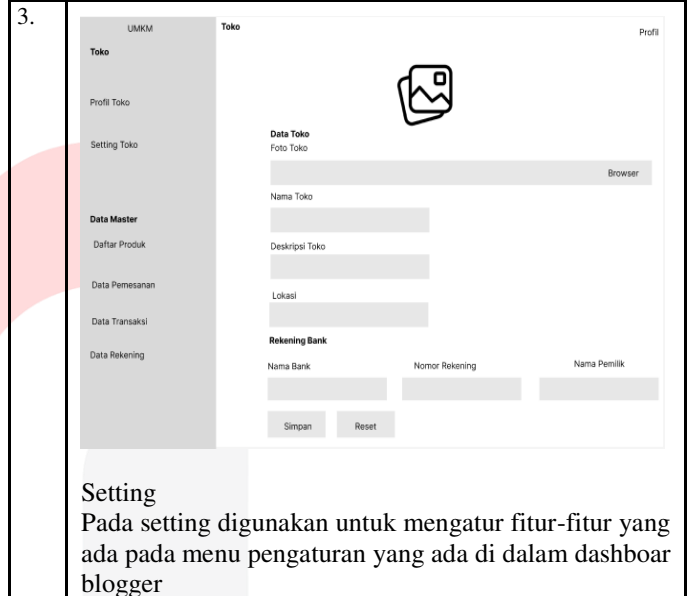 3.
UMKM
Toko
Profil
Toko
Profil Toko
Setting Toko
Data Master
Daftar Produk
Data Pemesanan
Data Transaksi
Data Rekening
Data Toko
Foto Toko
Browser
Nama Toko
Deskripsi Toko
Lokasi
Rekening Bank
Nama Bank Nomor Rekening Nama Pemilik
Simpan Reset
Setting
Pada setting digunakan untuk mengatur fitur-fitur yang
ada pada menu pengaturan yang ada di dalam dashboar
blogger